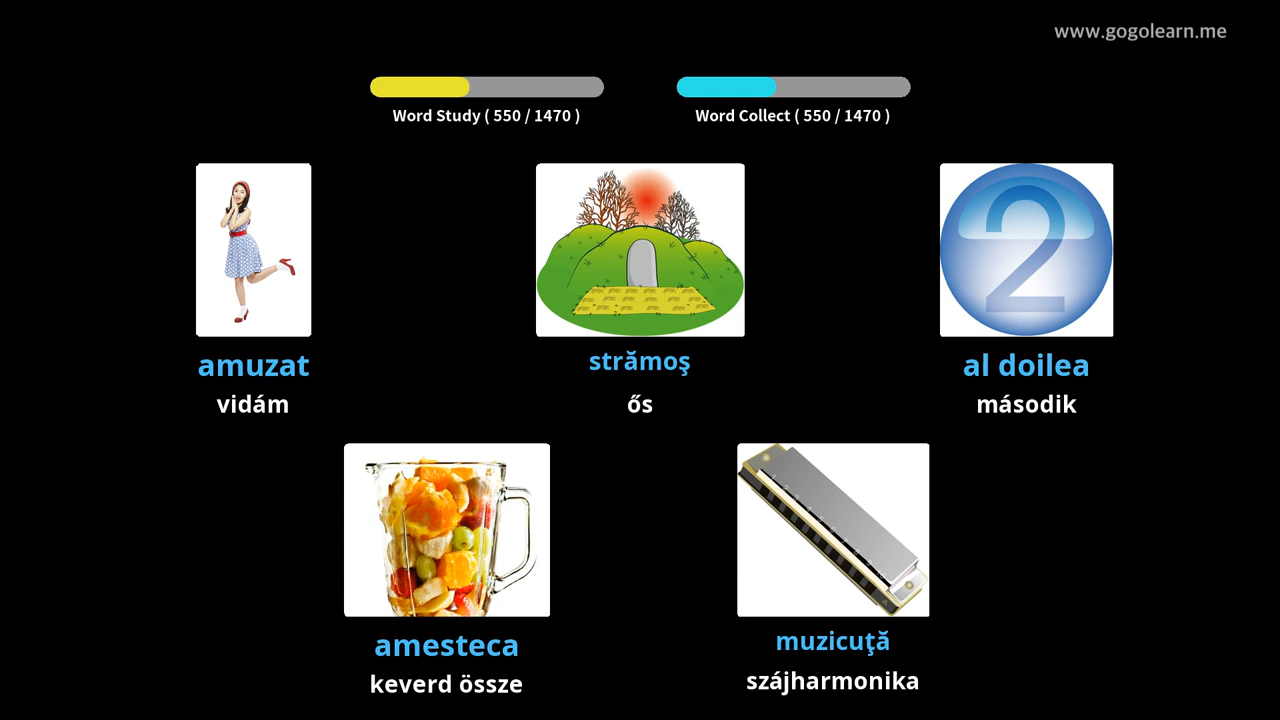 www.gogolearn.me
Word Study ( 550 / 1470 )
Word Collect ( 550 / 1470 )
2
amuzat
vidám
strămoş
ős
al doilea
második
amesteca
keverd össze
muzicuţă
szájharmonika